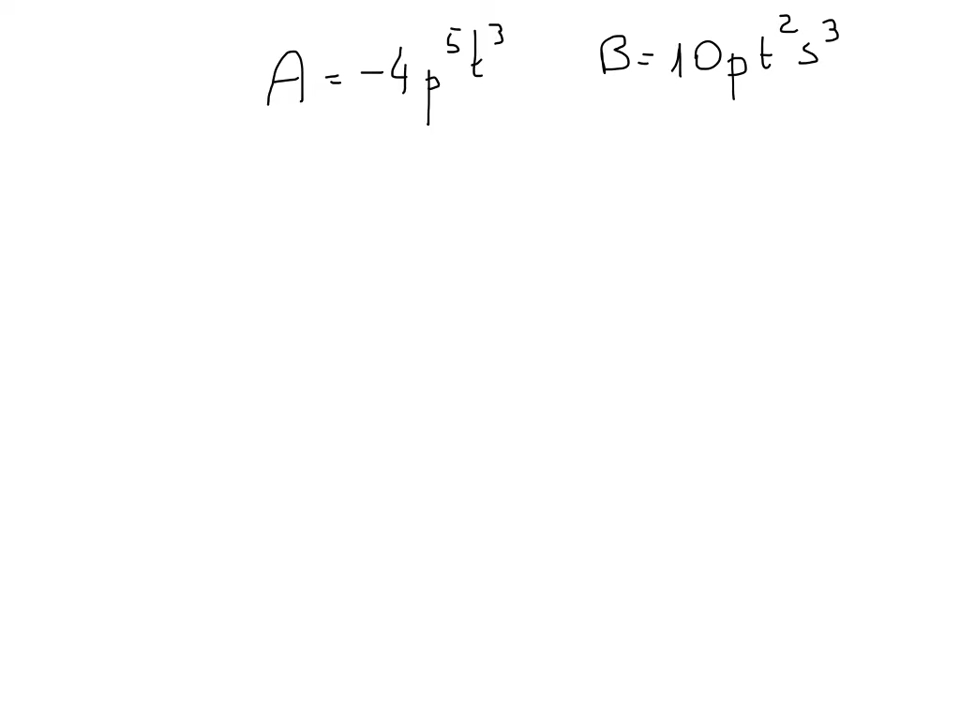 A = -4p⁵t³ B = 10pt²s³